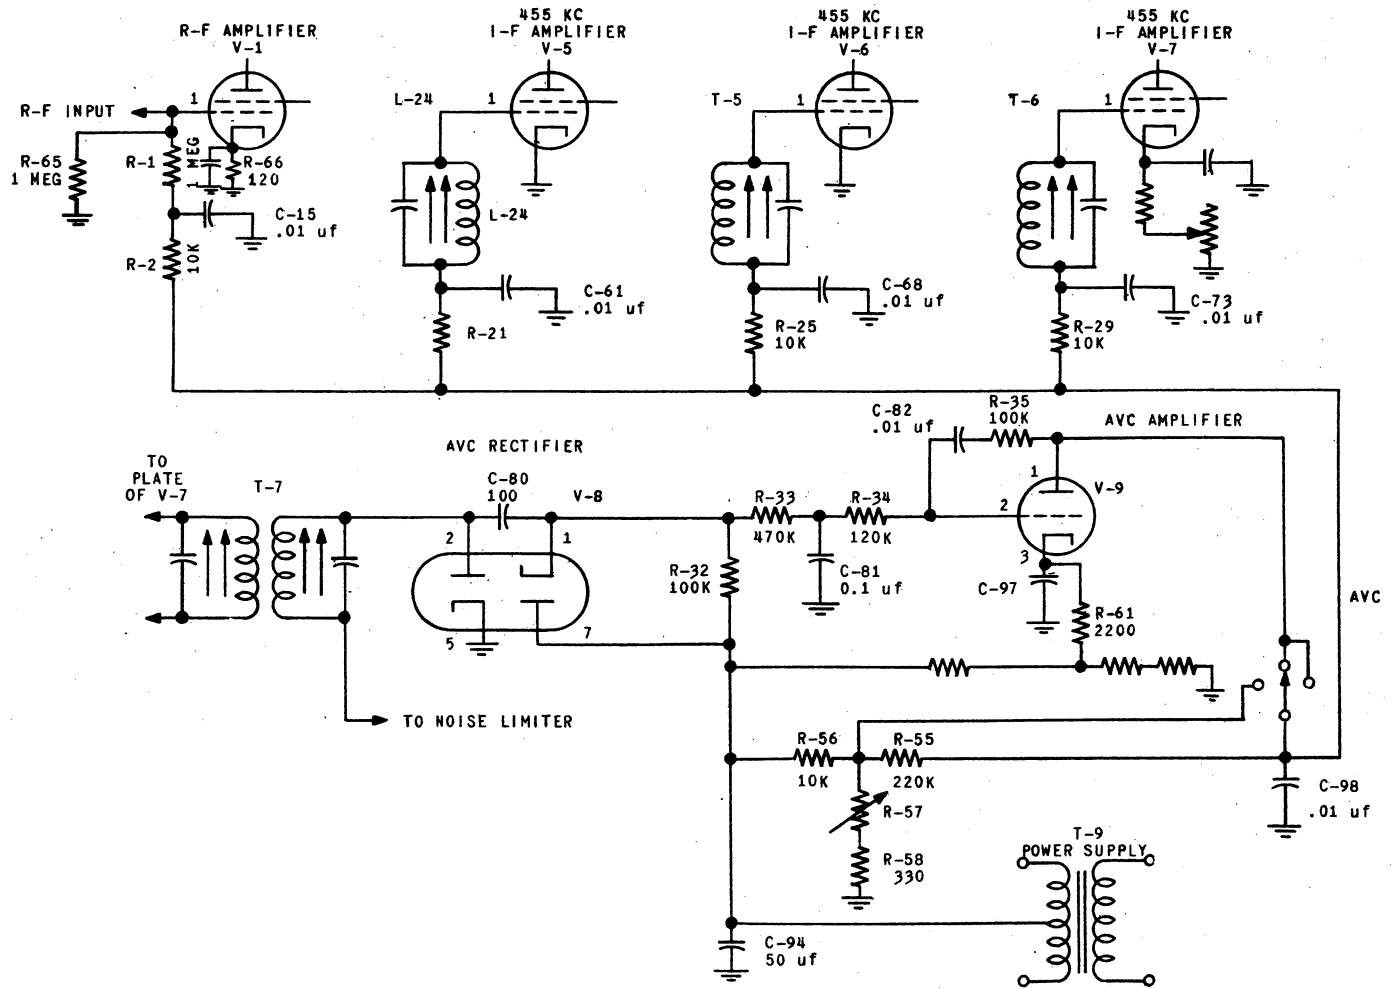 R-F AMPLIFIER
V-1
455 KC
I-F AMPLIFIER
V-5
455 KC
I-F AMPLIFIER
V-6
455 KC
I-F AMPLIFIER
V-7
R-F INPUT
1
L-24
1
T-5
1
T-6
1
R-65
1 MEG
R-1
1 MEG
R-66
120
L-24
C-15
.01 uf
R-2
10K
C-61
.01 uf
R-21
C-68
.01 uf
R-25
10K
C-73
.01 uf
R-29
10K
C-82
.01 uf
R-35
100K
AVC AMPLIFIER
AVC RECTIFIER
TO
PLATE
OF V-7
T-7
C-80
100
V-8
2
1
5
7
R-33
470K
R-34
120K
1
2
3
V-9
R-32
100K
C-81
0.1 uf
C-97
R-61
2200
AVC
TO NOISE LIMITER
R-56
10K
R-55
220K
R-57
R-58
330
C-98
.01 uf
T-9
POWER SUPPLY
C-94
50 uf